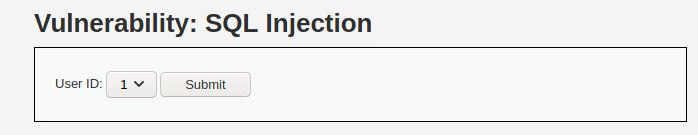 Vulnerability: SQL Injection
User ID: 1 Submit